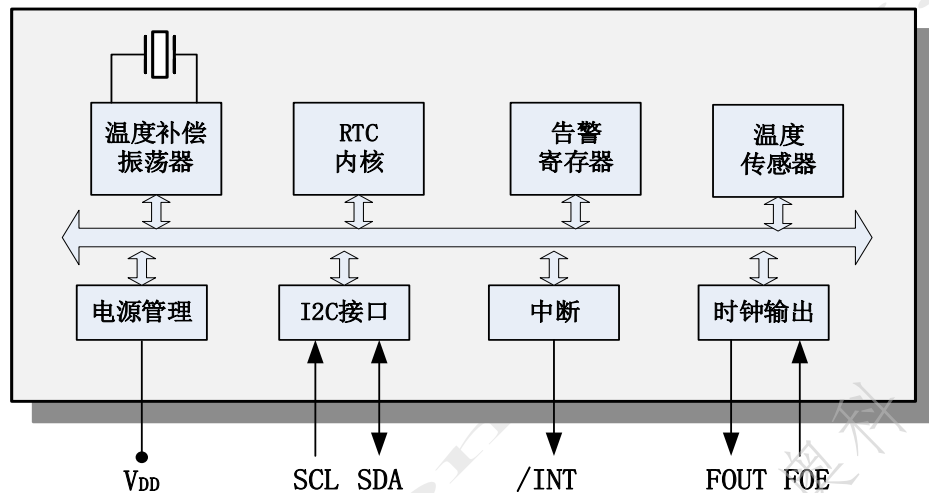 温度补偿
振荡器
RTC
内核
告警
寄存器
温度
传感器
电源管理
I2C接口
中断
时钟输出
VDD
SCL SDA
/INT
FOUT FOE
奥科